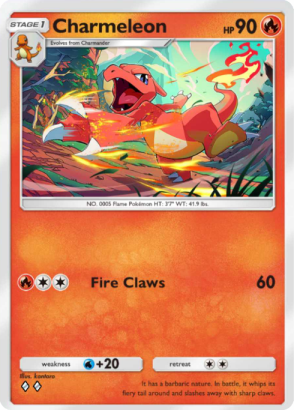 STAGE 1
Charmeleon
HP 90
Evolves from Charmander
NO. 0005 Flame Pokémon HT: 3'7" WT: 41.9 lbs.
Fire Claws 60
weakness +20 retreat
Illus. kantaro
It has a barbaric nature. In battle, it whips its
fiery tail around and slashes away with sharp claws.